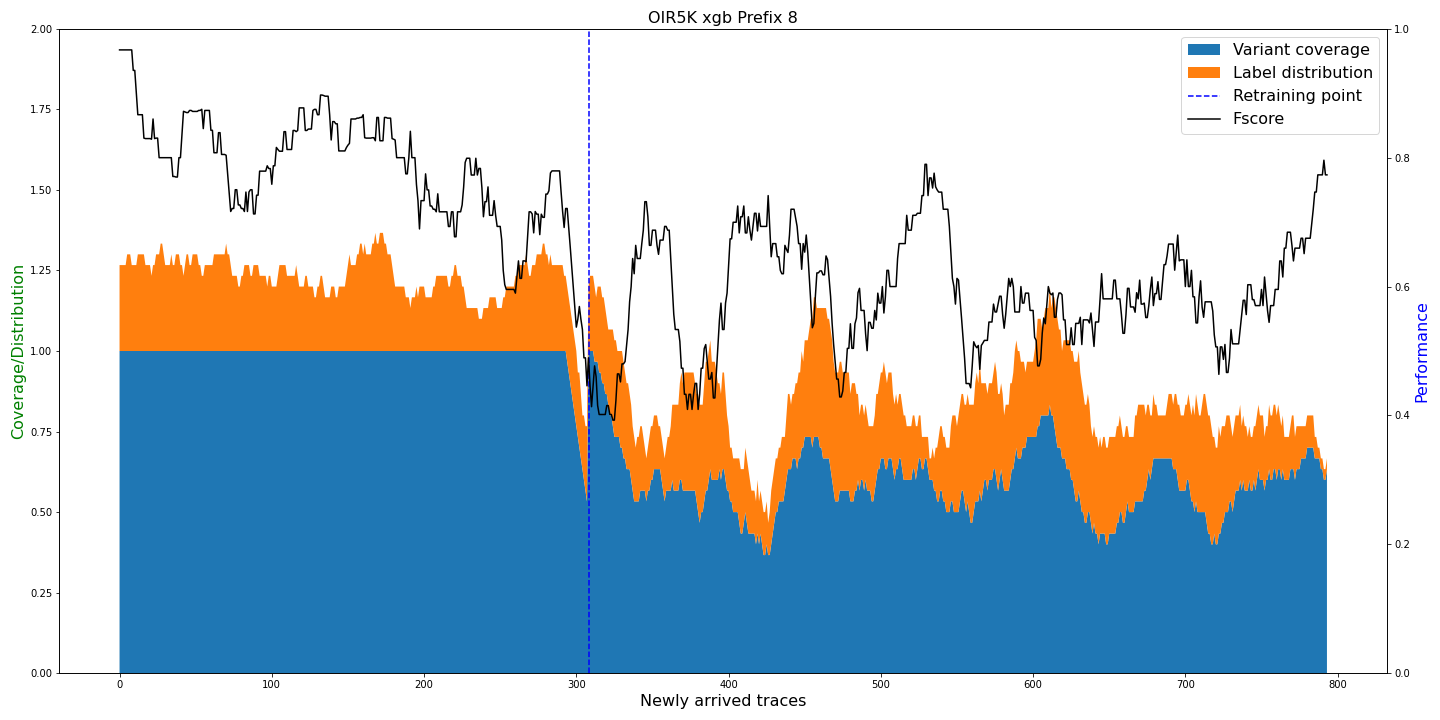 OIR5K xgb Prefix 8
Variant coverage
Label distribution
Retraining point
Fscore
Coverage/Distribution
2.00
1.75
1.50
1.25
1.00
0.75
0.50
0.25
0.00
1.0
0.8
0.6
0.4
0.2
0.0
Performance
0 100 200 300 400 500 600 700 800
Newly arrived traces